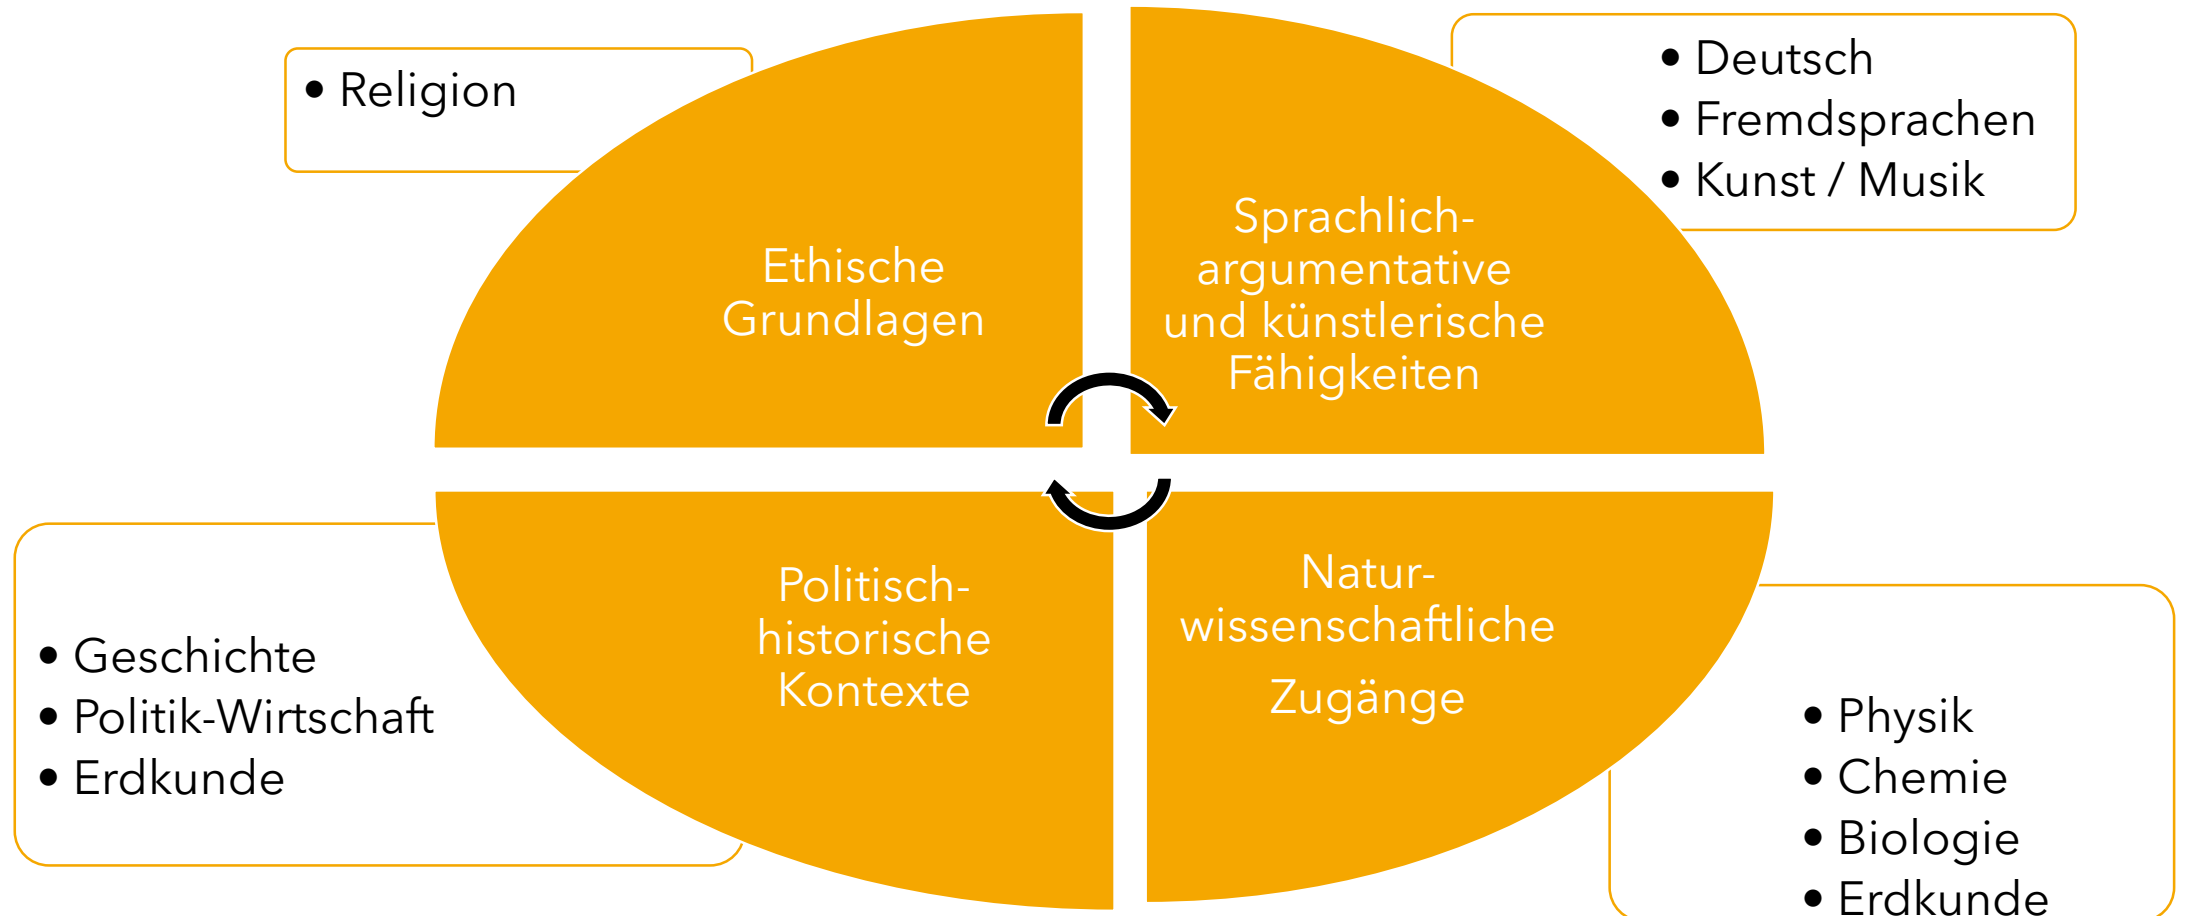 • Religion
Ethische
Grundlagen
Sprachlich-
argumentative
und künstlerische
Fähigkeiten
• Deutsch
• Fremdsprachen
• Kunst / Musik
• Geschichte
• Politik-Wirtschaft
• Erdkunde
Politisch-
historische
Kontexte
Natur-
wissenschaftliche
Zugänge
• Physik
• Chemie
• Biologie
• Erdkunde